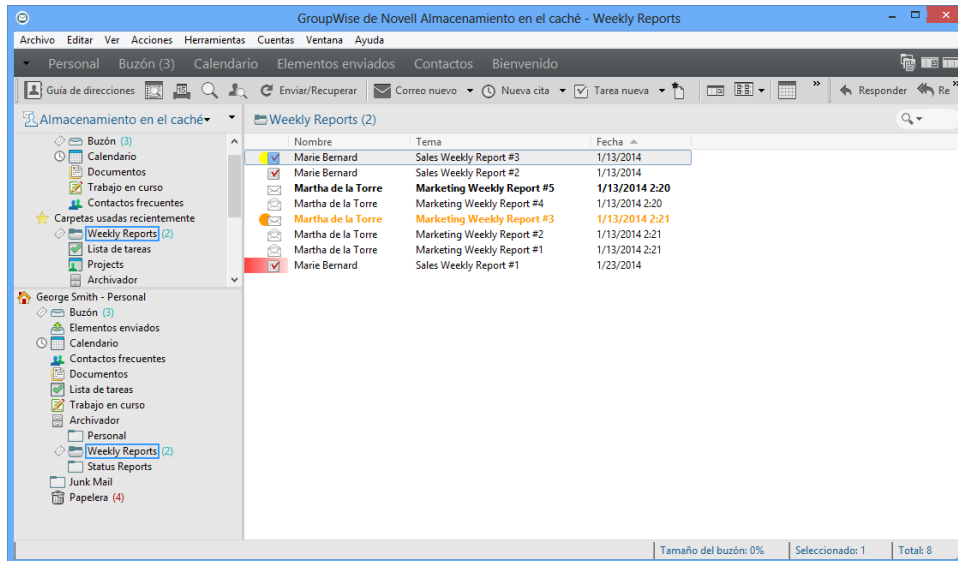 GroupWise de Novell Almacenamiento en el caché - Weekly Reports
Archivo Editar Ver Acciones Herramientas Cuentas Ventana Ayuda
Personal Buzón (3) Calendario Elementos enviados Contactos Bienvenido
Guía de direcciones Enviar/Recuperar Correo nuevo Nueva cita Tarea nueva » Responder Re »
Almacenamiento en el caché Weekly Reports (2)
Buzón (3)
Calendario
Documentos
Trabajo en curso
Contactos frecuentes
Carpetas usadas recientemente
Weekly Reports (2)
Lista de tareas
Projects
Archivador
George Smith - Personal
Buzón (3)
Elementos enviados
Calendario
Contactos frecuentes
Documentos
Lista de tareas
Trabajo en curso
Archivador
Personal
Weekly Reports (2)
Status Reports
Junk Mail
Papelera (4)
Nombre Tema Fecha
Marie Bernard Sales Weekly Report #3 1/13/2014
Marie Bernard Sales Weekly Report #2 1/13/2014
Martha de la Torre Marketing Weekly Report #5 1/13/2014 2:20
Martha de la Torre Marketing Weekly Report #4 1/13/2014 2:20
Martha de la Torre Marketing Weekly Report #3 1/13/2014 2:21
Martha de la Torre Marketing Weekly Report #2 1/13/2014 2:21
Martha de la Torre Marketing Weekly Report #1 1/13/2014 2:21
Marie Bernard Sales Weekly Report #1 1/23/2014
Tamaño del buzón: 0% Seleccionado: 1 Total: 8